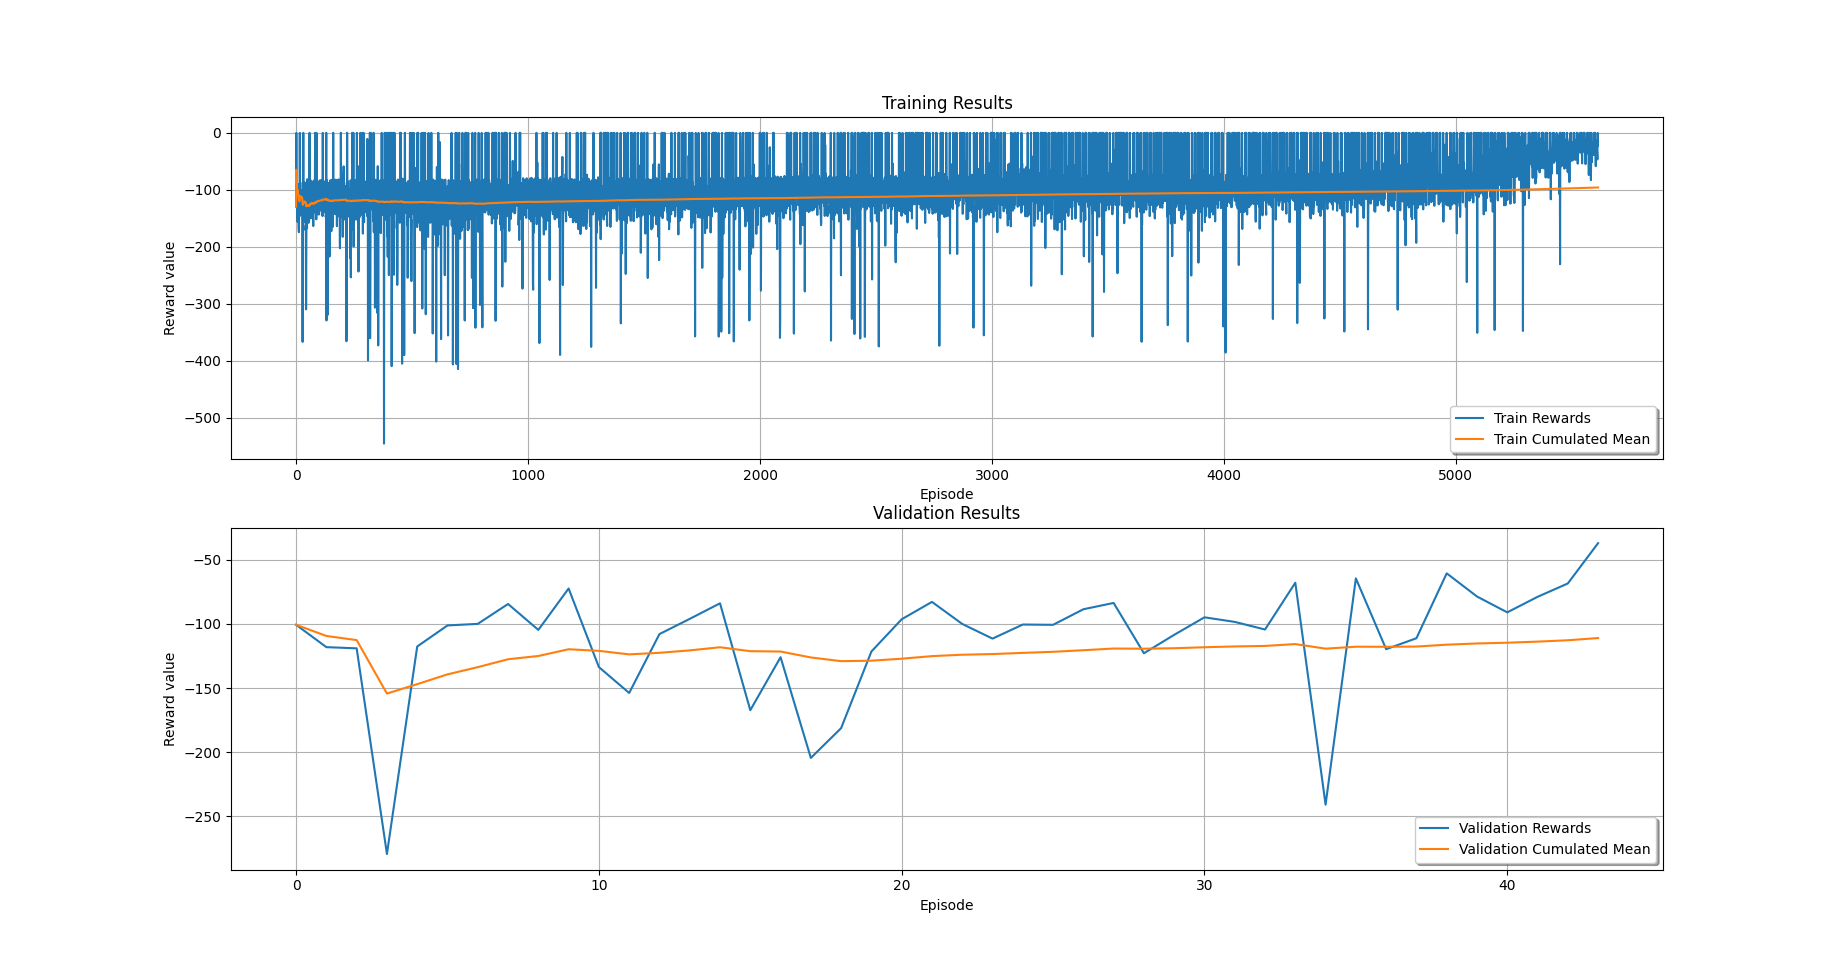 Training Results
0
−100
−200
−300
−400
−500
Reward value
0 1000 2000 3000 4000 5000
Episode
Train Rewards
Train Cumulated Mean
Validation Results
−50
−100
−150
−200
−250
Reward value
0 10 20 30 40
Episode
Validation Rewards
Validation Cumulated Mean